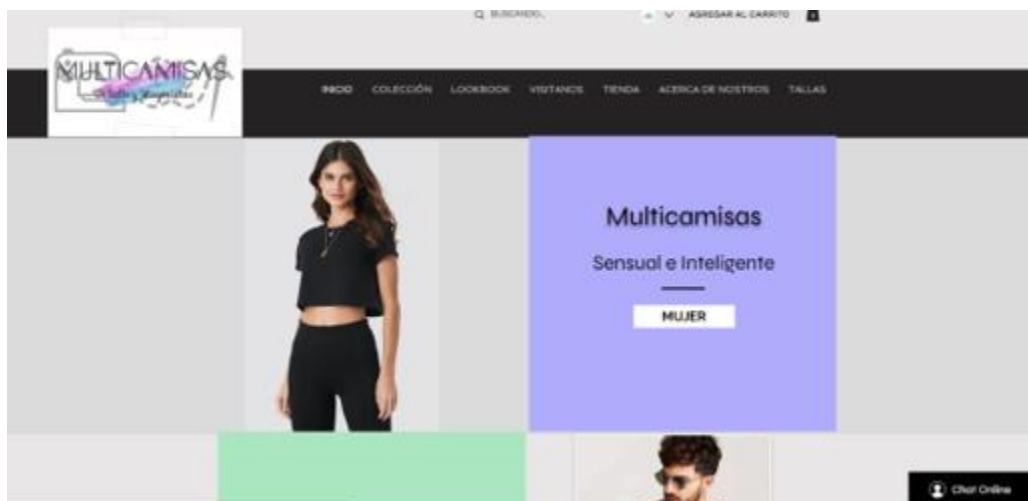 BUSCANDO...
AGREGAR AL CARRITO
MULTICAMISAS
INICIO COLECCIÓN LOOKBOOK VISITANOS TIENDA ACERCA DE NOSTROS TALLAS
Multicamisas
Sensual e Inteligente
MUJER
Chat Online